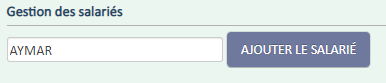 Gestion des salariés
AYMAR AJOUTER LE SALARIÉ